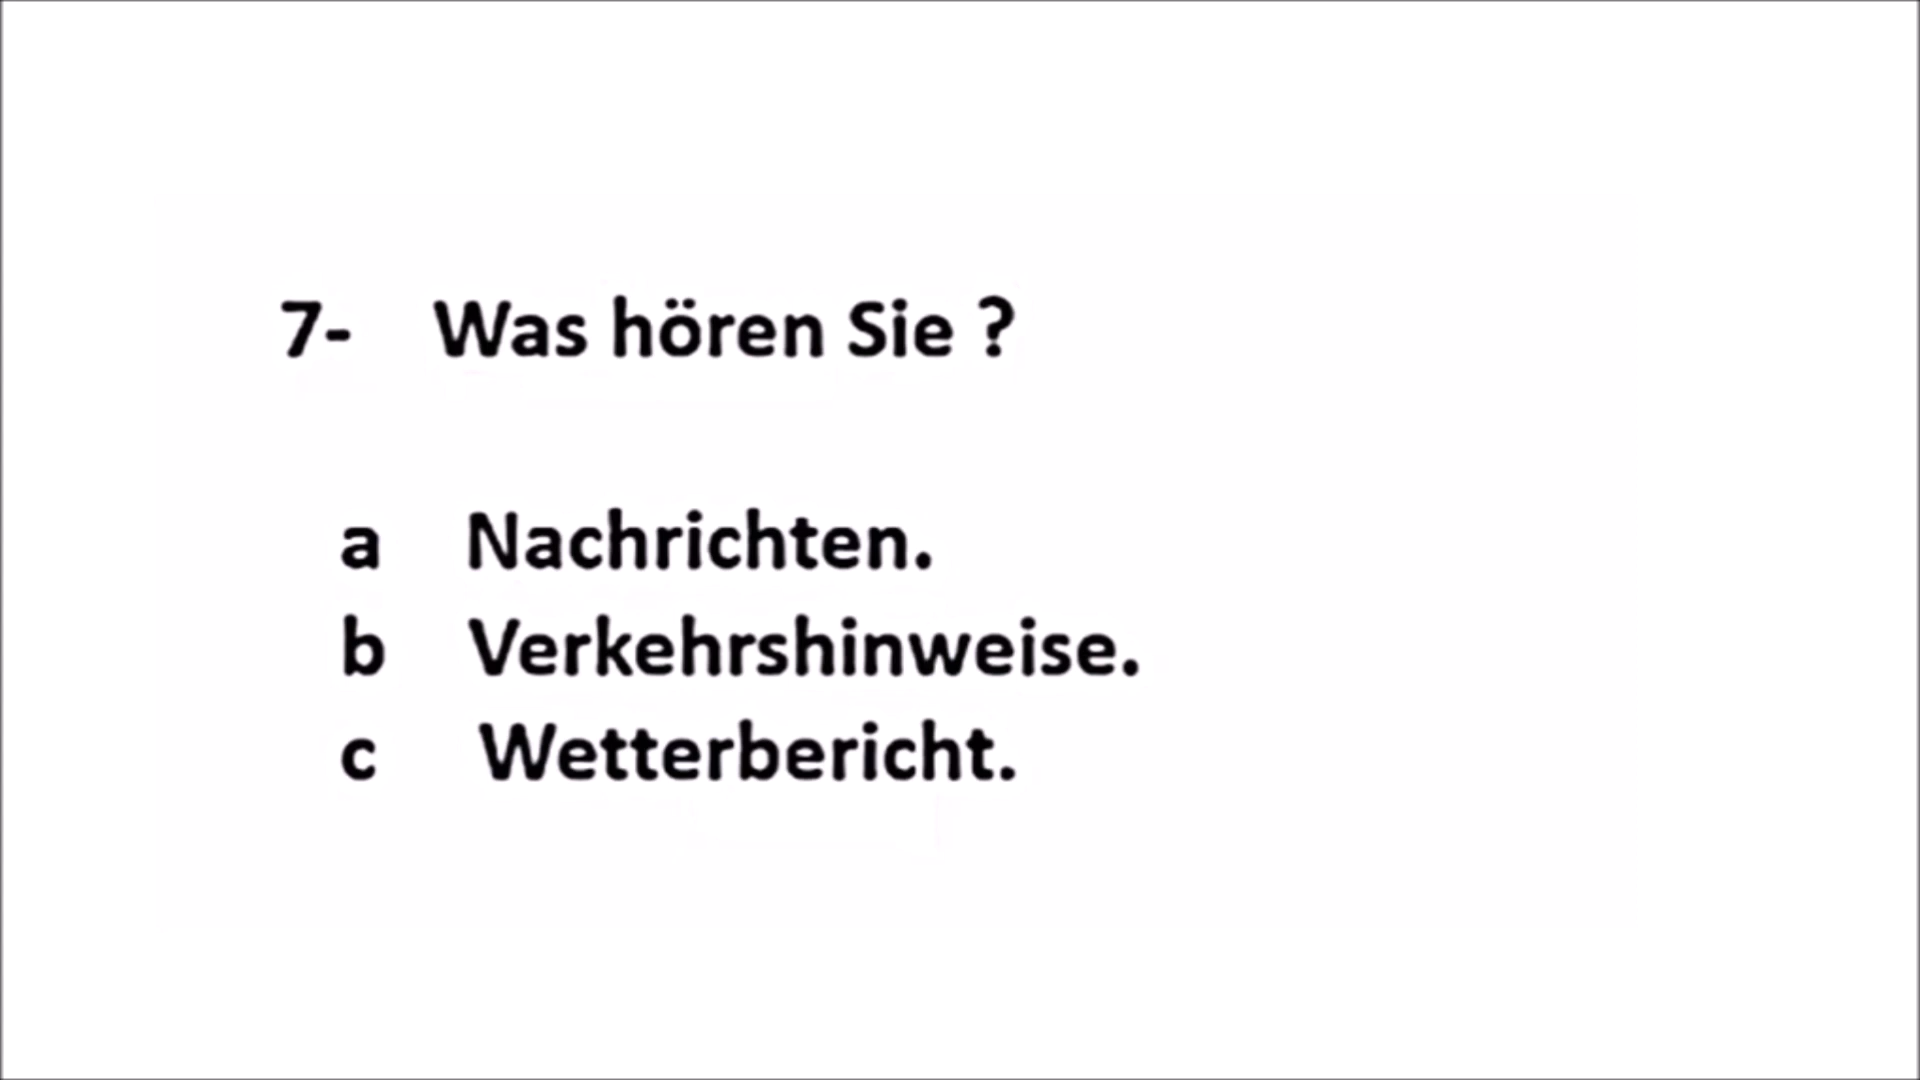 7- Was hören Sie ?
a Nachrichten.
b Verkehrshinweise.
c Wetterbericht.